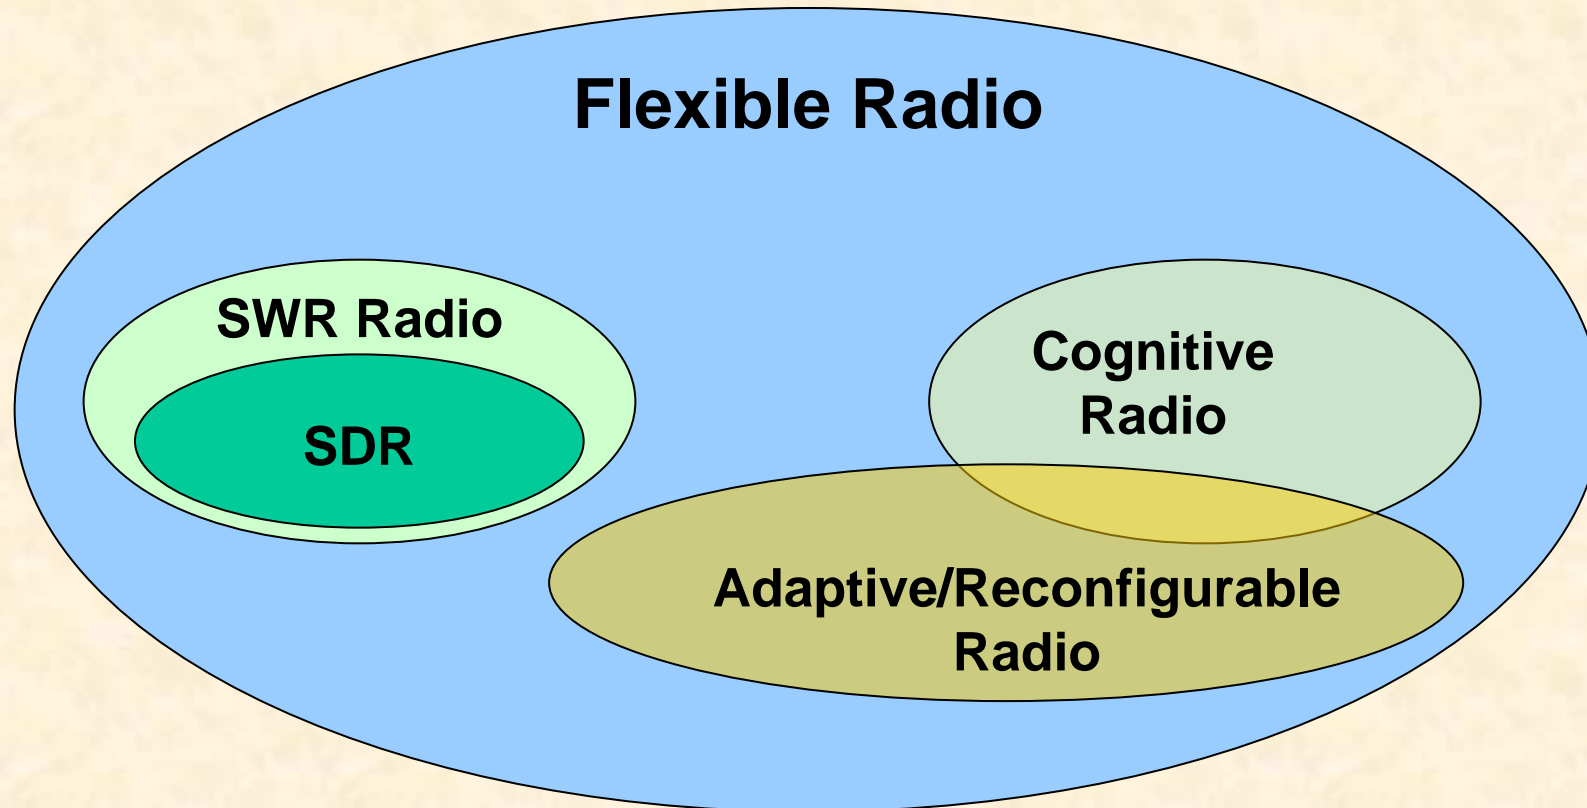 Flexible Radio
SWR Radio
SDR
Cognitive
Radio
Adaptive/Reconfigurable
Radio